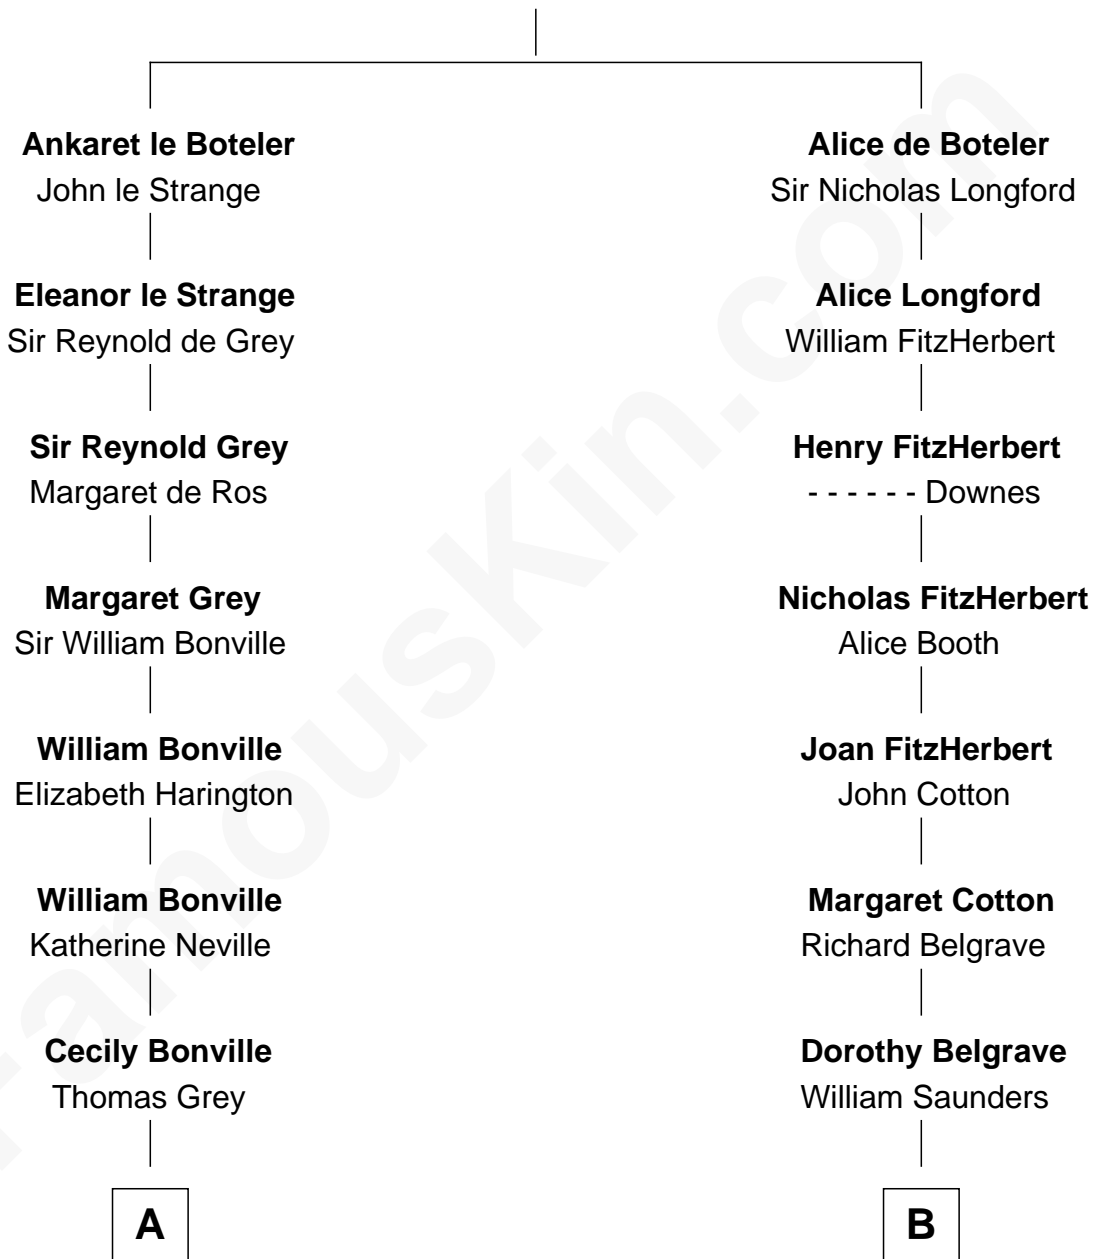 Ankaret le Boteler
John le Strange
Eleanor le Strange
Sir Reynold de Grey
Sir Reynold Grey
Margaret de Ros
Margaret Grey
Sir William Bonville
William Bonville
Elizabeth Harington
William Bonville
Katherine Neville
Cecily Bonville
Thomas Grey
A
Alice de Boteler
Sir Nicholas Longford
Alice Longford
William FitzHerbert
Henry FitzHerbert
- - - - - - Downes
Nicholas FitzHerbert
Alice Booth
Joan FitzHerbert
John Cotton
Margaret Cotton
Richard Belgrave
Dorothy Belgrave
William Saunders
B
FamousKin.com